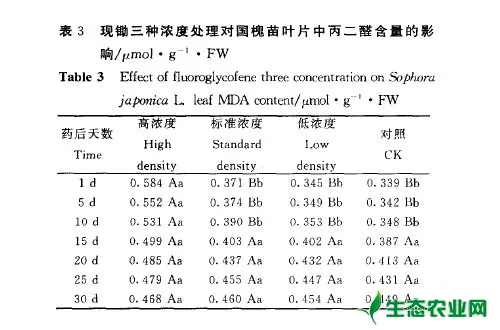 表 3 现锄三种浓度处理对国槐苗叶片中丙二醛含量的影
响/μmol·g⁻¹·FW
Table 3 Effect of fluoroglycofene three concentration on Sophora
japonica L. leaf MDA content/μmol·g⁻¹·FW
药后天数 高浓度 标准浓度 低浓度 对照
Time High Standard Low CK
density density density
1 d 0.584 Aa 0.371 Bb 0.345 Bb 0.339 Bb
5 d 0.552 Aa 0.374 Bb 0.349 Bb 0.342 Bb
10 d 0.531 Aa 0.390 Bb 0.353 Bb 0.348 Bb
15 d 0.499 Aa 0.403 Aa 0.402 Aa 0.387 Aa
20 d 0.485 Aa 0.437 Aa 0.432 Aa 0.413 Aa
25 d 0.479 Aa 0.455 Aa 0.447 Aa 0.431 Aa
30 d 0.468 Aa 0.460 Aa 0.454 Aa 0.449 Aa
生态农业网